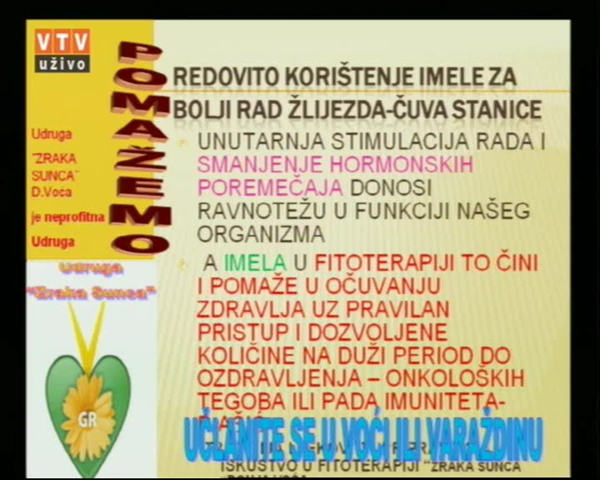 VTV
uživo
POMAŽEMO
Udruga
"ZRAKA
SUNCA"
D.Voca
je neprofitna
Udruga
Udruga
"Zraka Sunca"
GR
REDOVITO KORIŠTENJE IMELE ZA
BOLJI RAD ŽLIJEZDA-ČUVA STANICE
UNUTARNJA STIMULACIJA RADA I
SMANJENJE HORMONSKIH
POREMEČAJA DONOSI
RAVNOTEŽU U FUNKCIJI NAŠEG
ORGANIZMA
A IMELA U FITOTERAPIJI TO ČINI
I POMAŽE U OČUVANJU
ZDRAVLJA UZ PRAVILAN
PRISTUP I DOZVOLJENE
KOLIČINE NA DUŽI PERIOD DO
OZDRAVLJENJA – ONKOLOŠKIH
TEGOBA ILI PADA IMUNITETA-
UČLANITE SE U VOĆI ILI VARAŽDINU
ISKUSTVO U FITOTERAPIJI "ZRAKA SUNCA